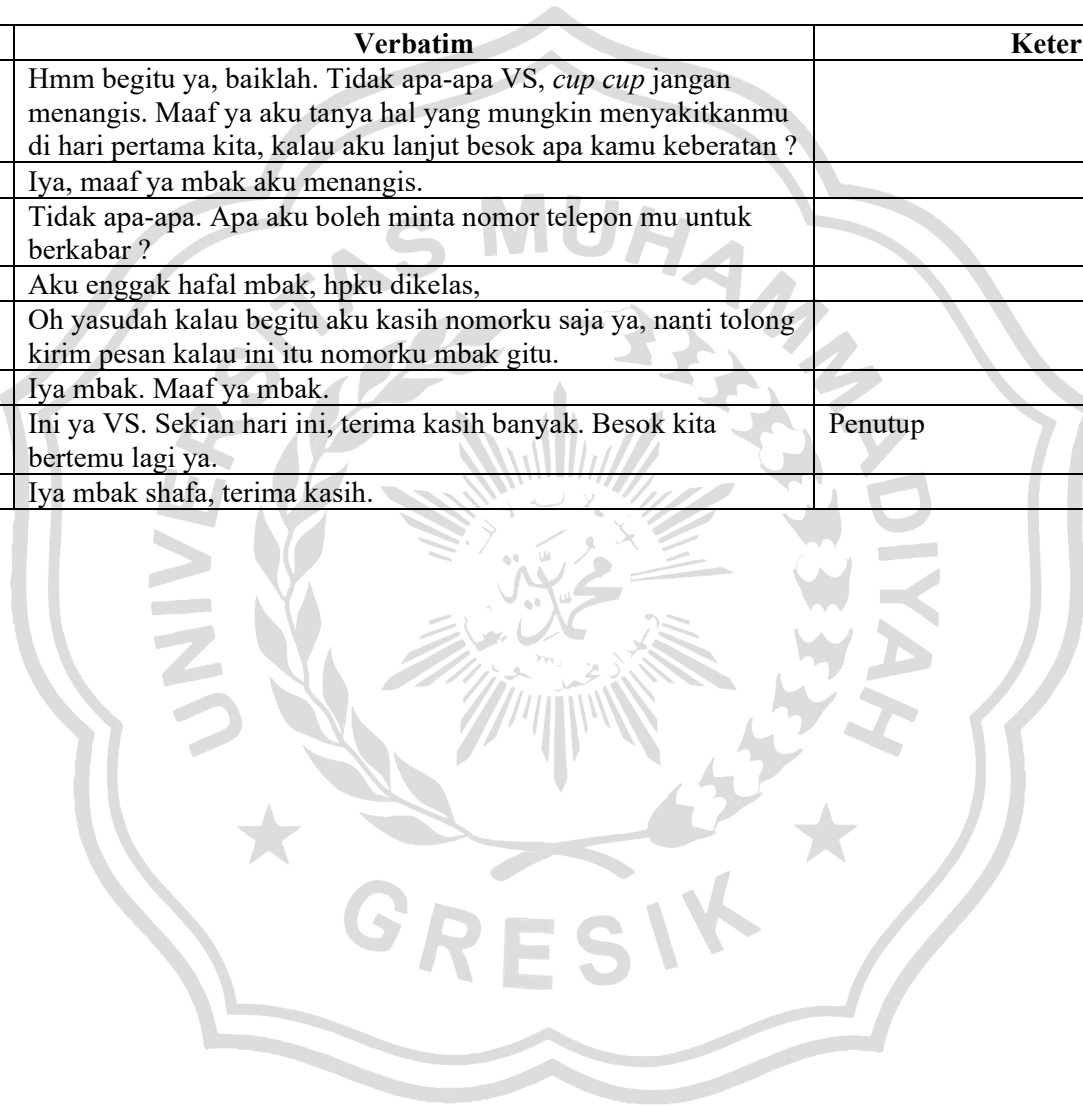 Verbatim Keter
Hmm begitu ya, baiklah. Tidak apa-apa VS, cup cup jangan
menangis. Maaf ya aku tanya hal yang mungkin menyakitkanmu
di hari pertama kita, kalau aku lanjut besok apa kamu keberatan ?
Iya, maaf ya mbak aku menangis.
Tidak apa-apa. Apa aku boleh minta nomor telepon mu untuk
berkabar ?
Aku enggak hafal mbak, hpku dikelas,
Oh yasudah kalau begitu aku kasih nomorku saja ya, nanti tolong
kirim pesan kalau ini itu nomorku mbak gitu.
Iya mbak. Maaf ya mbak.
Ini ya VS. Sekian hari ini, terima kasih banyak. Besok kita Penutup
bertemu lagi ya.
Iya mbak shafa, terima kasih.
UNIVERSITAS MUHAMMADIYAH
GRESIK